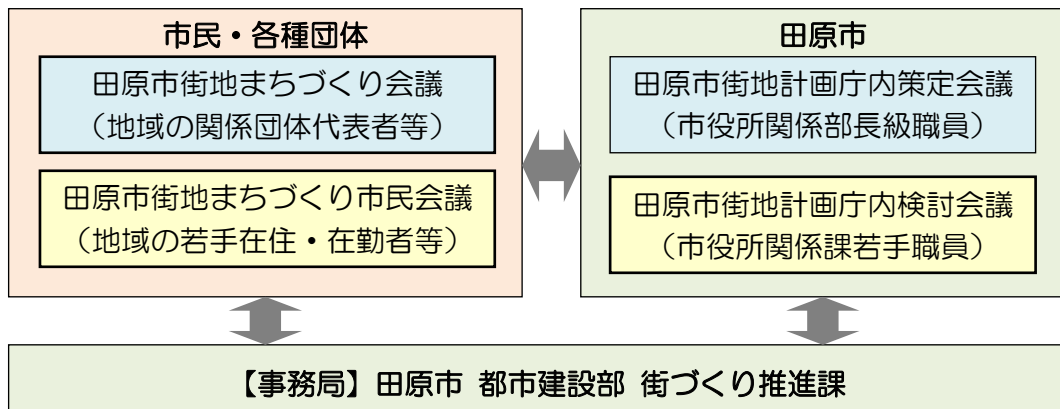 市民・各種団体
田原市街地まちづくり会議
（地域の関係団体代表者等）
田原市街地まちづくり市民会議
（地域の若手在住・在勤者等）
田原市
田原市街地計画庁内策定会議
（市役所関係部長級職員）
田原市街地計画庁内検討会議
（市役所関係課若手職員）
【事務局】田原市 都市建設部 街づくり推進課